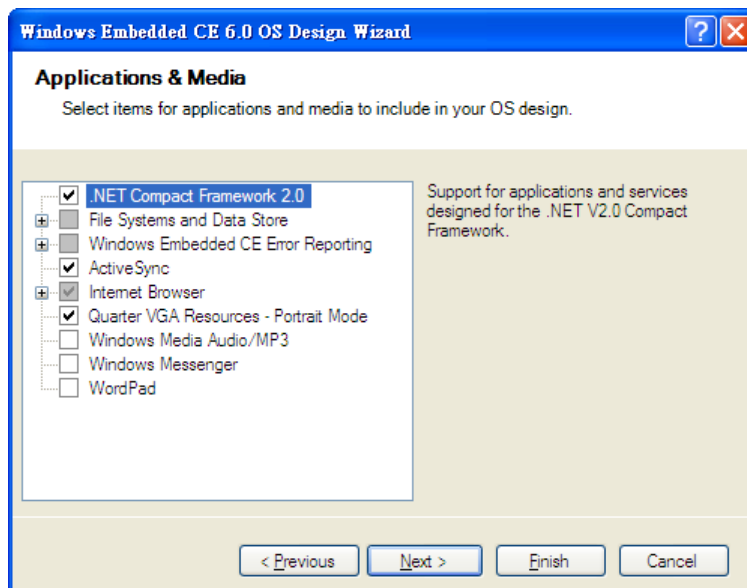 Windows Embedded CE 6.0 OS Design Wizard
Applications & Media
Select items for applications and media to include in your OS design.
.NET Compact Framework 2.0
File Systems and Data Store
Windows Embedded CE Error Reporting
ActiveSync
Internet Browser
Quarter VGA Resources - Portrait Mode
Windows Media Audio/MP3
Windows Messenger
WordPad
Support for applications and services
designed for the .NET V2.0 Compact
Framework.
< Previous
Next >
Finish
Cancel